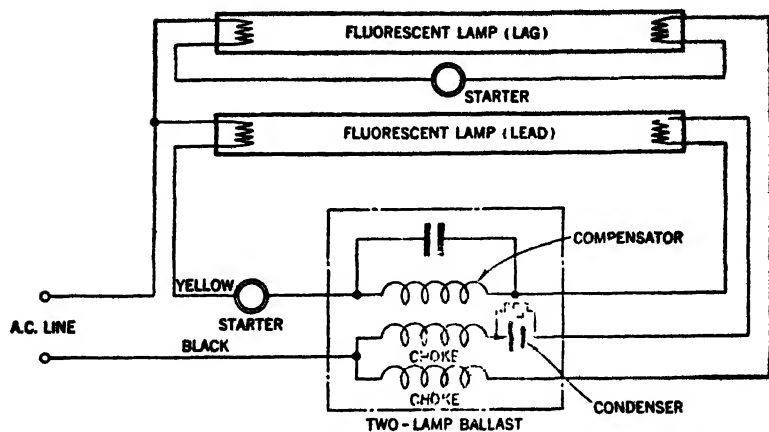 FLUORESCENT LAMP (LAG)
STARTER
FLUORESCENT LAMP (LEAD)
COMPENSATOR
YELLOW
STARTER
A.C. LINE
BLACK
CHOKE
CHOKE
CONDENSER
TWO-LAMP BALLAST